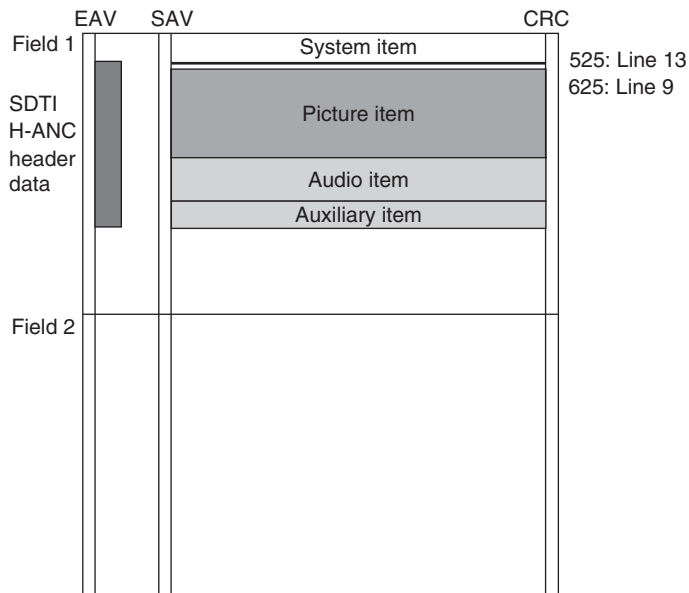 EAV SAV CRC
Field 1
System item
525: Line 13
625: Line 9
SDTI
H-ANC
header
data
Picture item
Audio item
Auxiliary item
Field 2